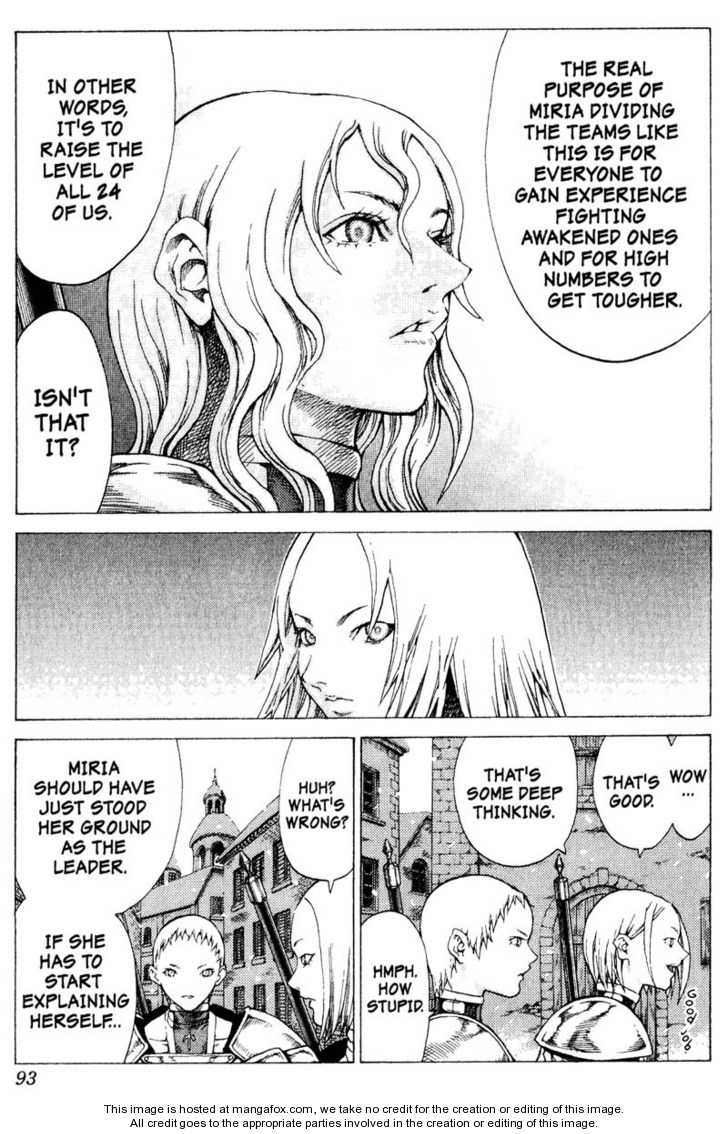 THE REAL
PURPOSE OF
MIRIA DIVIDING
THE TEAMS LIKE
THIS IS FOR
EVERYONE TO
GAIN EXPERIENCE
FIGHTING
AWAKENED ONES
AND FOR HIGH
NUMBERS TO
GET TOUGHER.
IN OTHER
WORDS,
IT'S TO
RAISE THE
LEVEL OF
ALL 24
OF US.
ISN'T
THAT
IT?
WOW
...
THAT'S
GOOD.
THAT'S
SOME DEEP
THINKING.
GOOD JOB
HMPH.
HOW
STUPID.
HUH?
WHAT'S
WRONG?
MIRIA
SHOULD HAVE
JUST STOOD
HER GROUND
AS THE
LEADER.
IF SHE
HAS TO
START
EXPLAINING
HERSELF...
93
This image is hosted at mangafox.com, we take no credit for the creation or editing of this image.
All credit goes to the appropriate parties involved in the creation or editing of this image.